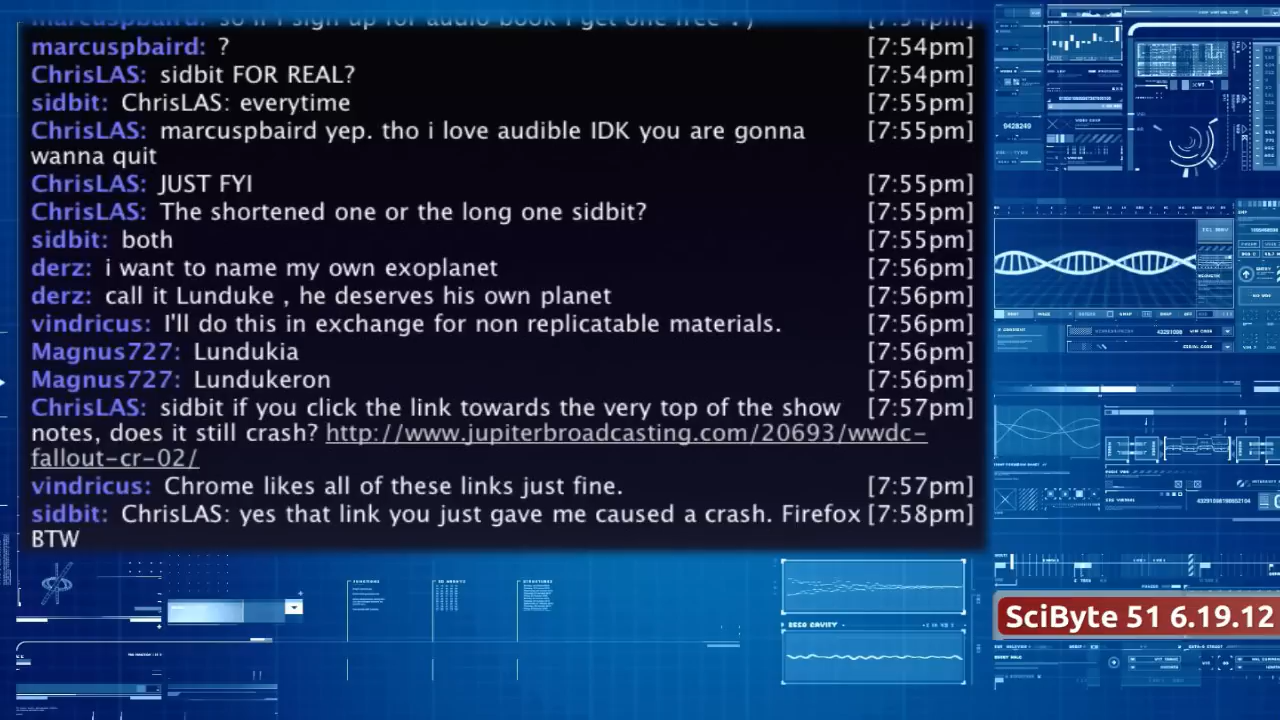 marcuspbaird: ? [7:54pm]
ChrisLAS: sidbit FOR REAL? [7:54pm]
sidbit: ChrisLAS: everytime [7:55pm]
ChrisLAS: marcuspbaird yep. tho i love audible IDK you are gonna [7:55pm]
wanna quit
ChrisLAS: JUST FYI [7:55pm]
ChrisLAS: The shortened one or the long one sidbit? [7:55pm]
sidbit: both [7:55pm]
derz: i want to name my own exoplanet [7:56pm]
derz: call it Lunduke , he deserves his own planet [7:56pm]
vindricus: I'll do this in exchange for non replicatable materials. [7:56pm]
Magnus727: Lundukia [7:56pm]
Magnus727: Lundukeron [7:56pm]
ChrisLAS: sidbit if you click the link towards the very top of the show [7:57pm]
notes, does it still crash? http://www.jupiterbroadcasting.com/20693/wwdc-
fallout-cr-02/
vindricus: Chrome likes all of these links just fine. [7:57pm]
sidbit: ChrisLAS: yes that link you just gave me caused a crash. Firefox [7:58pm]
BTW
9428249
SciByte 51 6.19.12